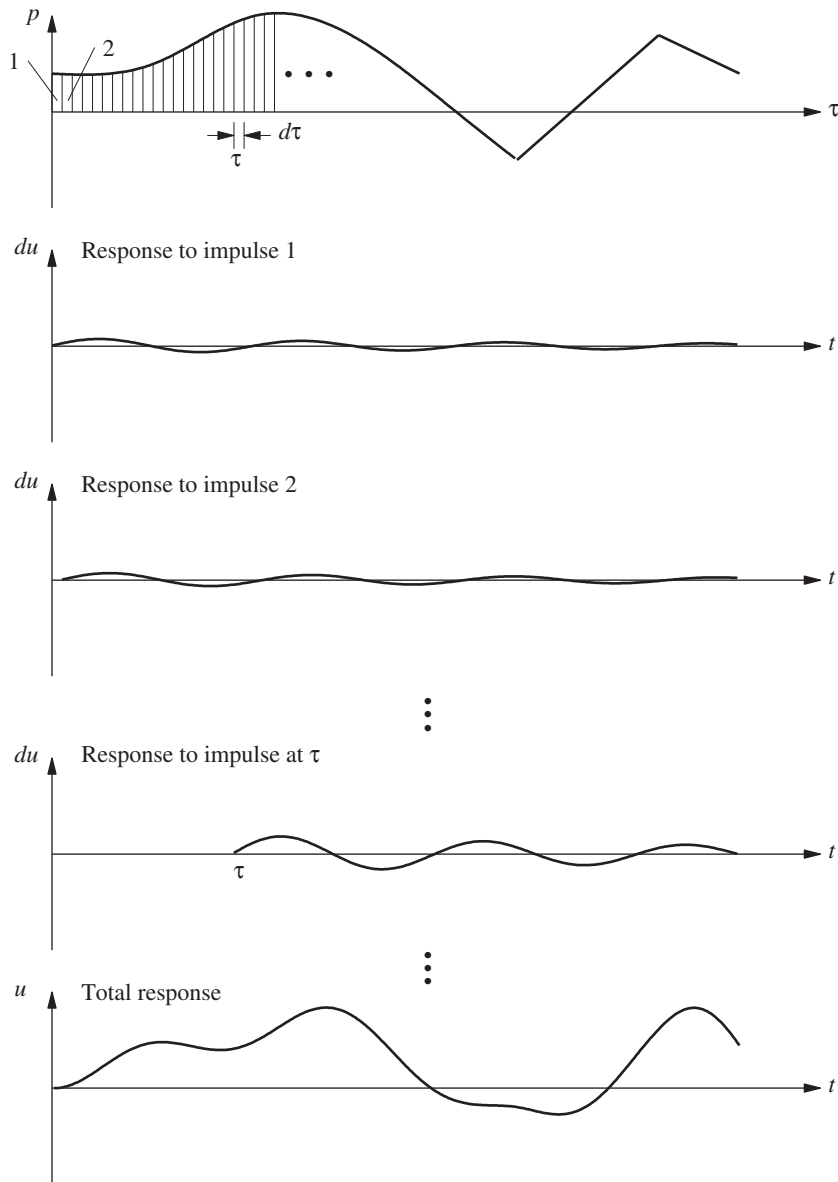 p
1
2
τ
dτ
τ
du
Response to impulse 1
t
du
Response to impulse 2
t
du
Response to impulse at τ
t
τ
u
Total response
t